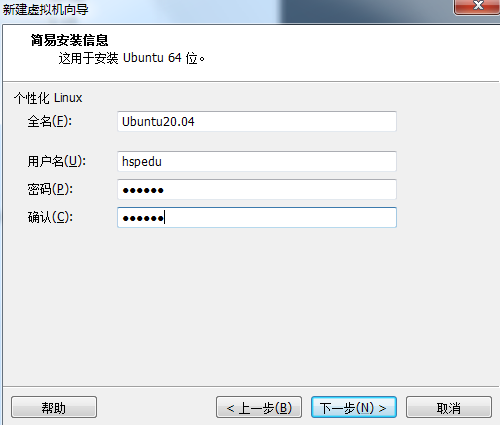 新建虚拟机向导
简易安装信息
这用于安装 Ubuntu 64 位。
个性化 Linux
全名(F): Ubuntu20.04
用户名(U): hspedu
密码(P): ●●●●●●
确认(C): ●●●●●●
帮助 < 上一步(B) 下一步(N) > 取消